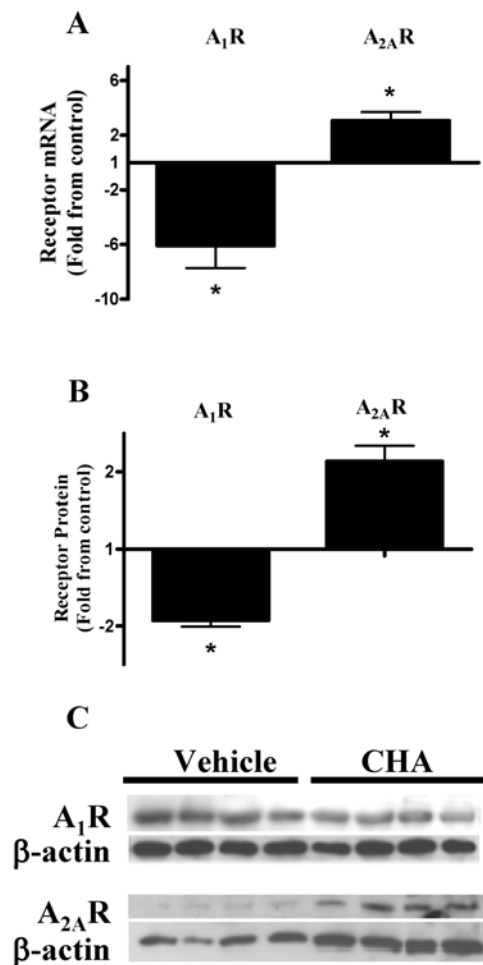 A
A₁R A₂AR
Receptor mRNA
(Fold from control)
6
2
1
-2
-6
-10
*
*
B
A₁R A₂AR
Receptor Protein
(Fold from control)
2
1
-2
*
*
C
Vehicle CHA
A₁R
β-actin
A₂AR
β-actin